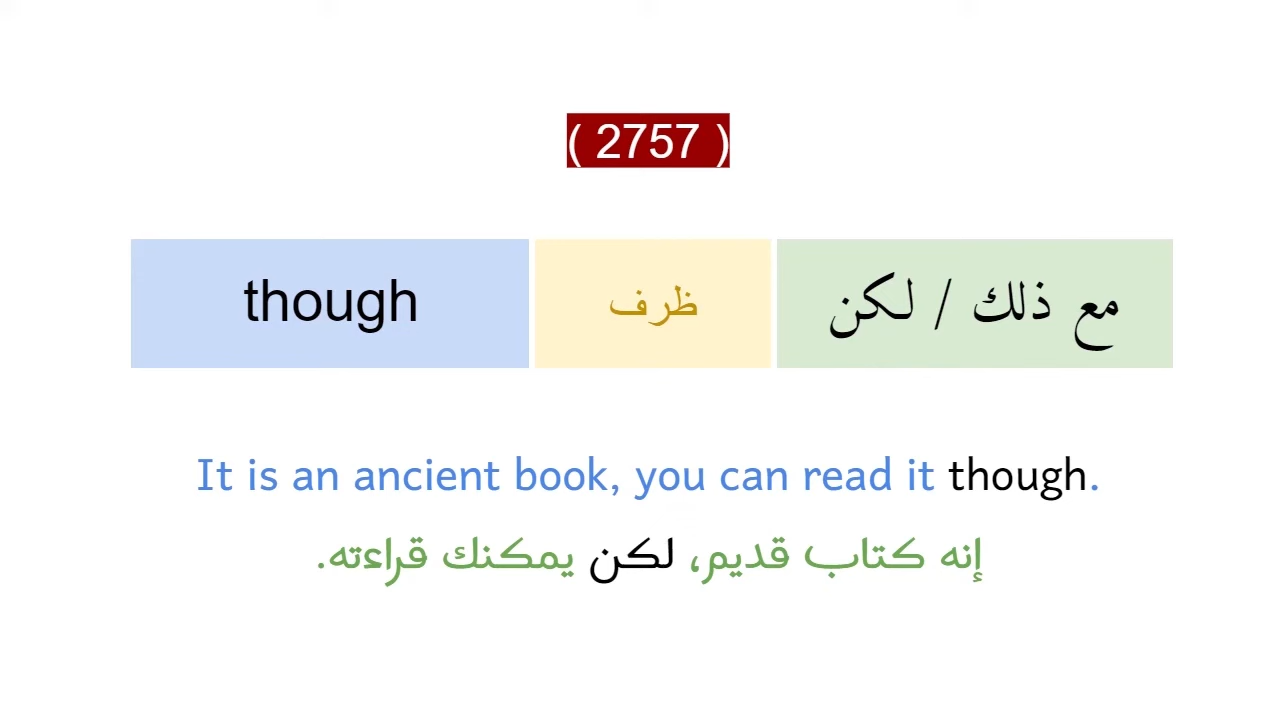 ( 2757 )
though ظرف مع ذلك / لكن
It is an ancient book, you can read it though.
إنه كتاب قديم، لكن يمكنك قراءته.